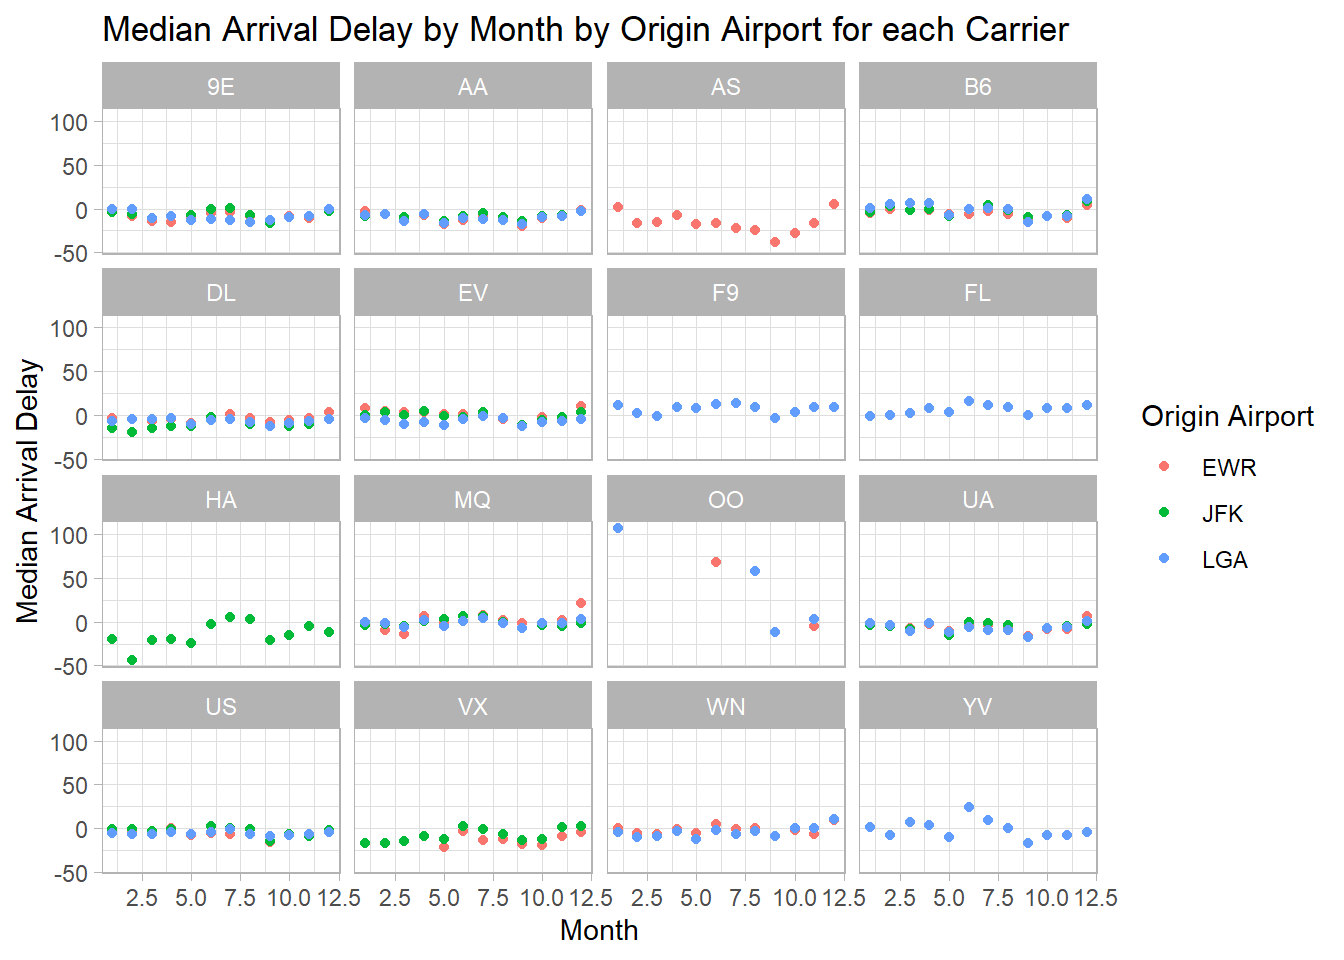 Median Arrival Delay by Month by Origin Airport for each Carrier
9E AA AS B6
100
50
0
-50
DL EV F9 FL
100
50
0
-50
HA MQ OO UA
100
50
0
-50
US VX WN YV
100
50
0
-50
2.5 5.0 7.5 10.0 12.5 2.5 5.0 7.5 10.0 12.5 2.5 5.0 7.5 10.0 12.5 2.5 5.0 7.5 10.0 12.5
Month
Median Arrival Delay
Origin Airport
EWR
JFK
LGA